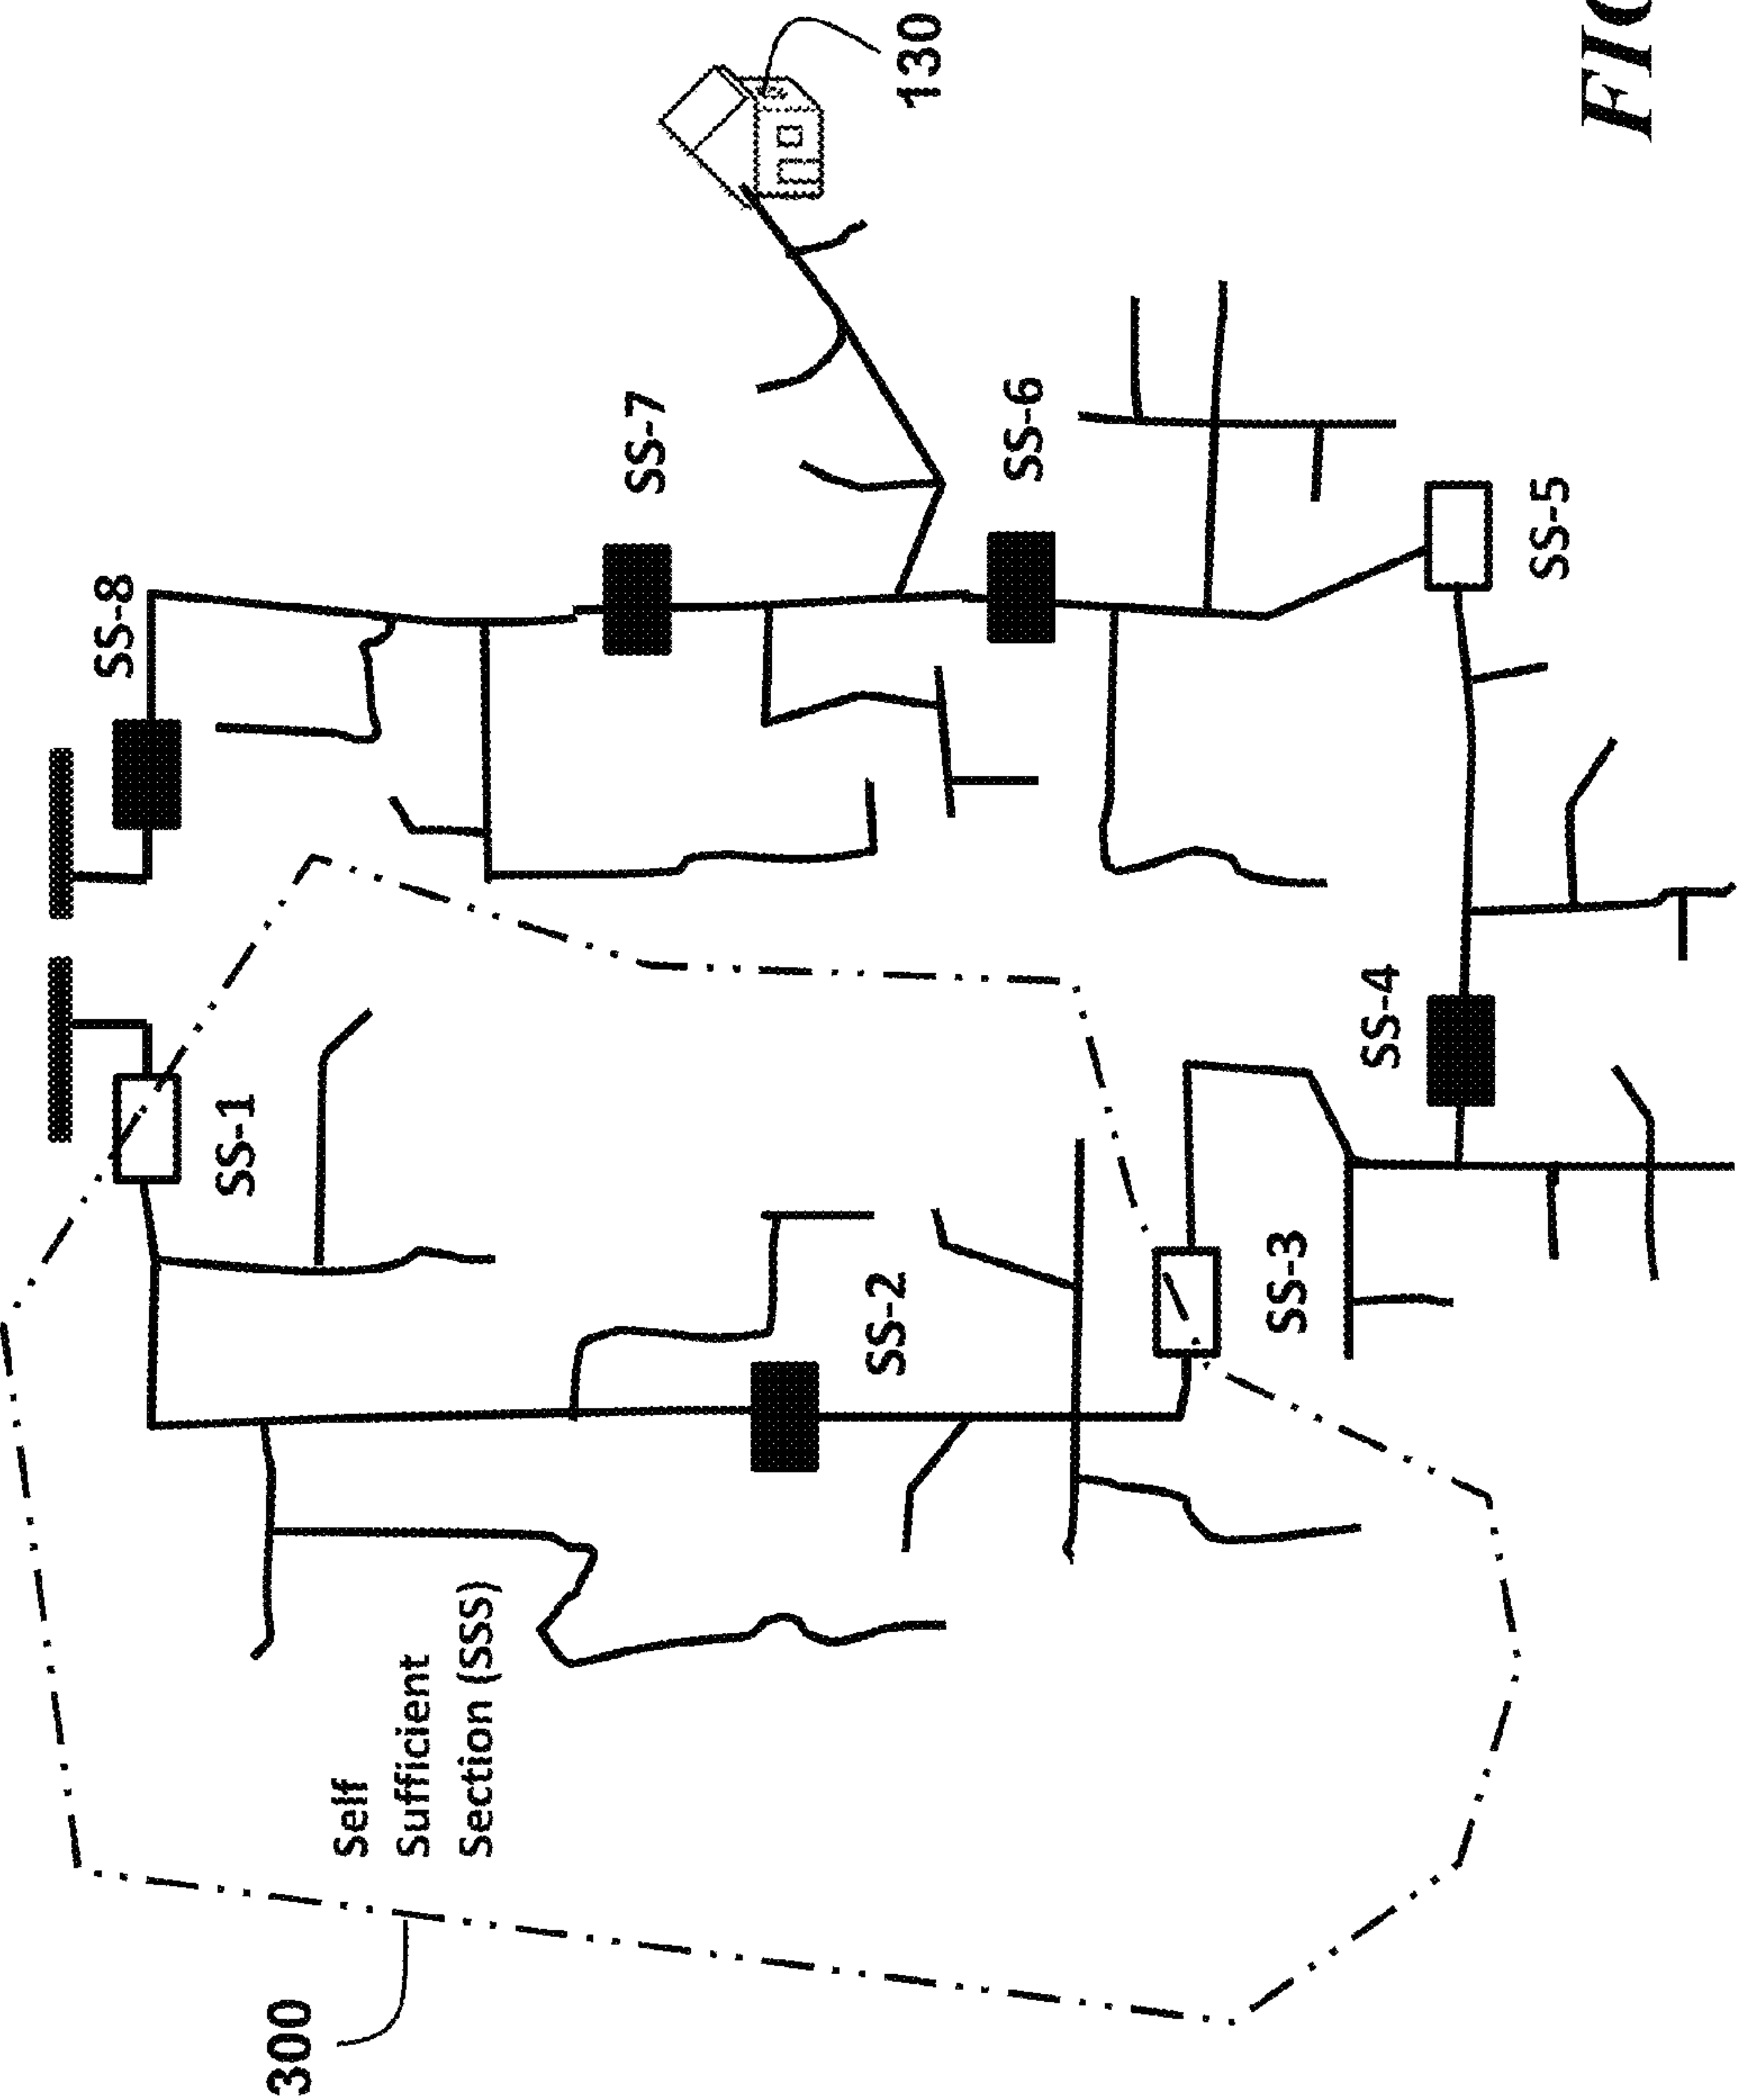 SS-8
SS-1
300
Self
Sufficient
Section (SSS)
SS-7
SS-2
130
SS-6
SS-3
SS-4
SS-5